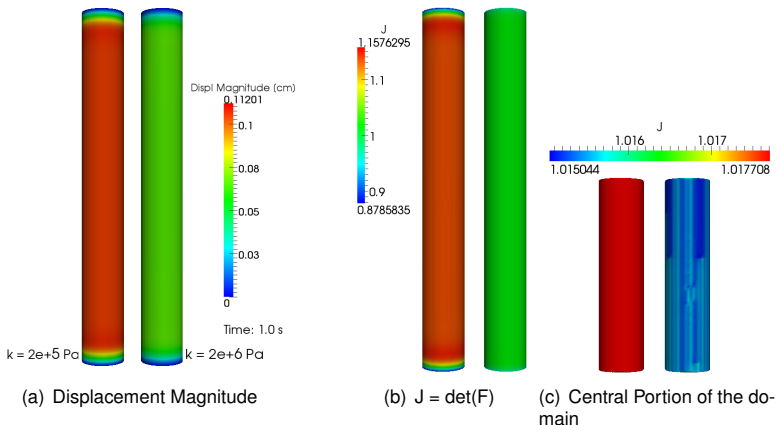 Displ Magnitude (cm)
0.11201
0.1
0.08
0.05
0.03
0
Time: 1.0 s
k = 2e+5 Pa
k = 2e+6 Pa
(a) Displacement Magnitude
J
1.1576295
1.1
1
0.9
0.8785835
(b) J = det(F)
J
1.016 1.017
1.015044 1.017708
(c) Central Portion of the do-
main